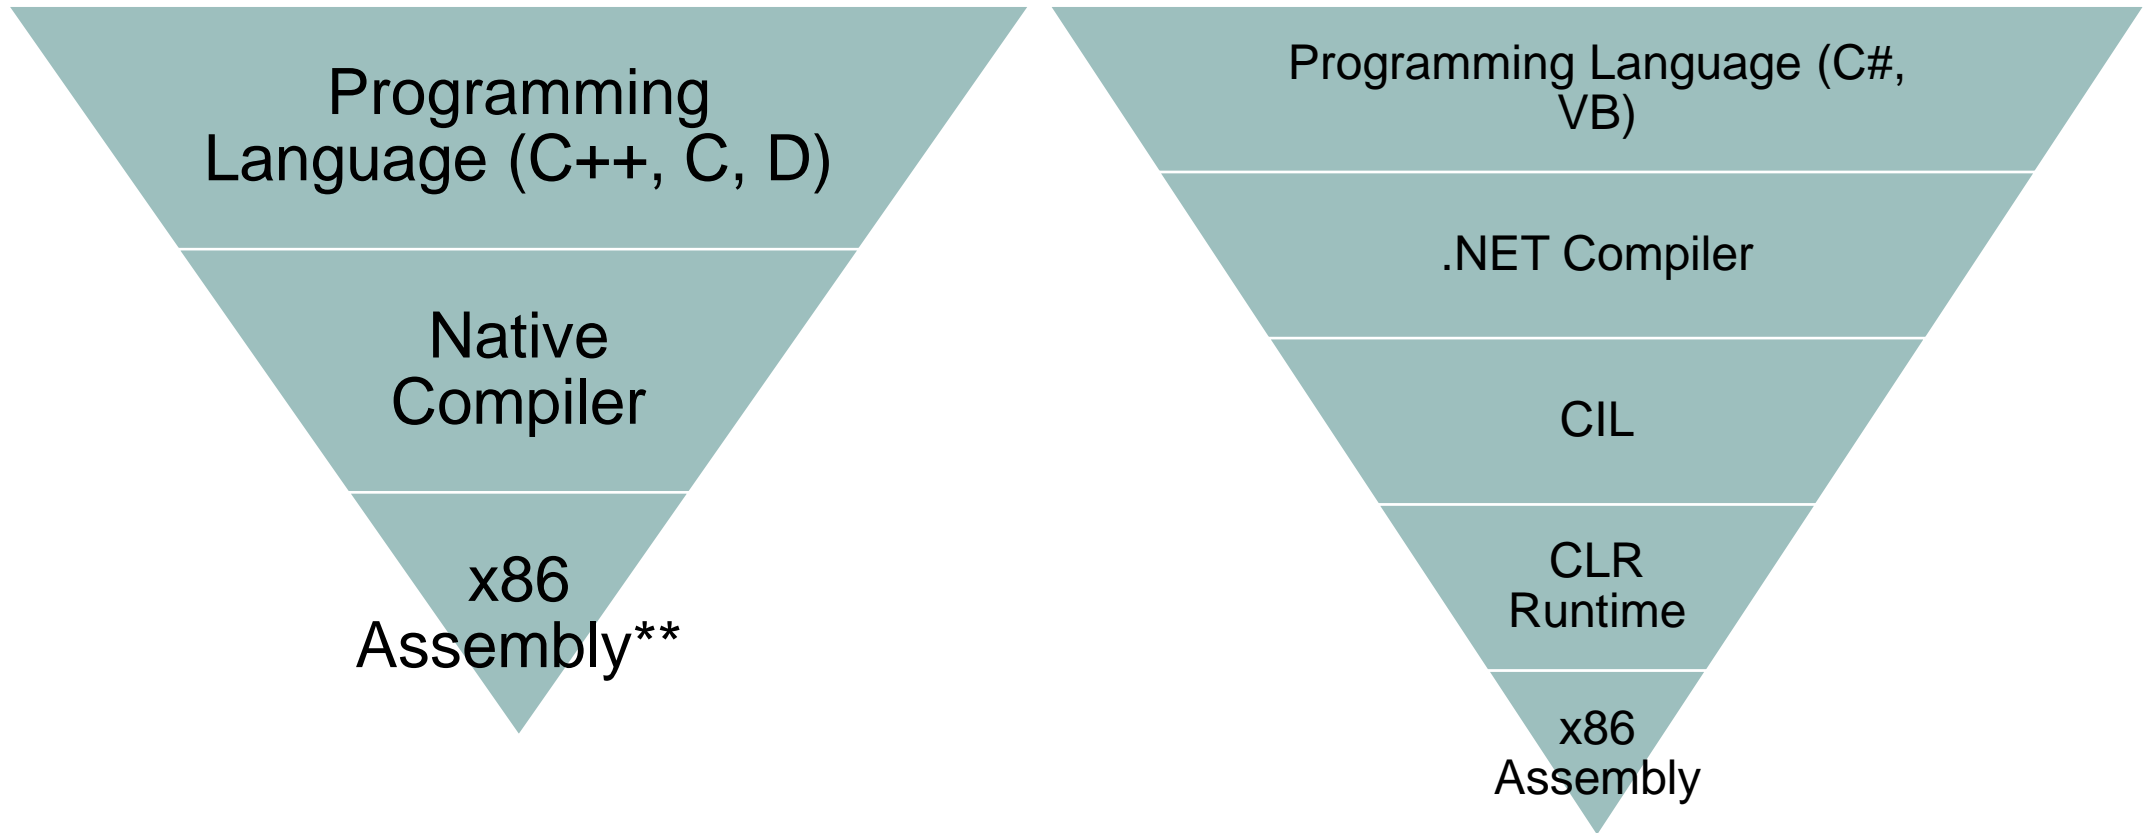 Programming
Language (C++, C, D)
Native
Compiler
x86
Assembly**
Programming Language (C#,
VB)
.NET Compiler
CIL
CLR
Runtime
x86
Assembly